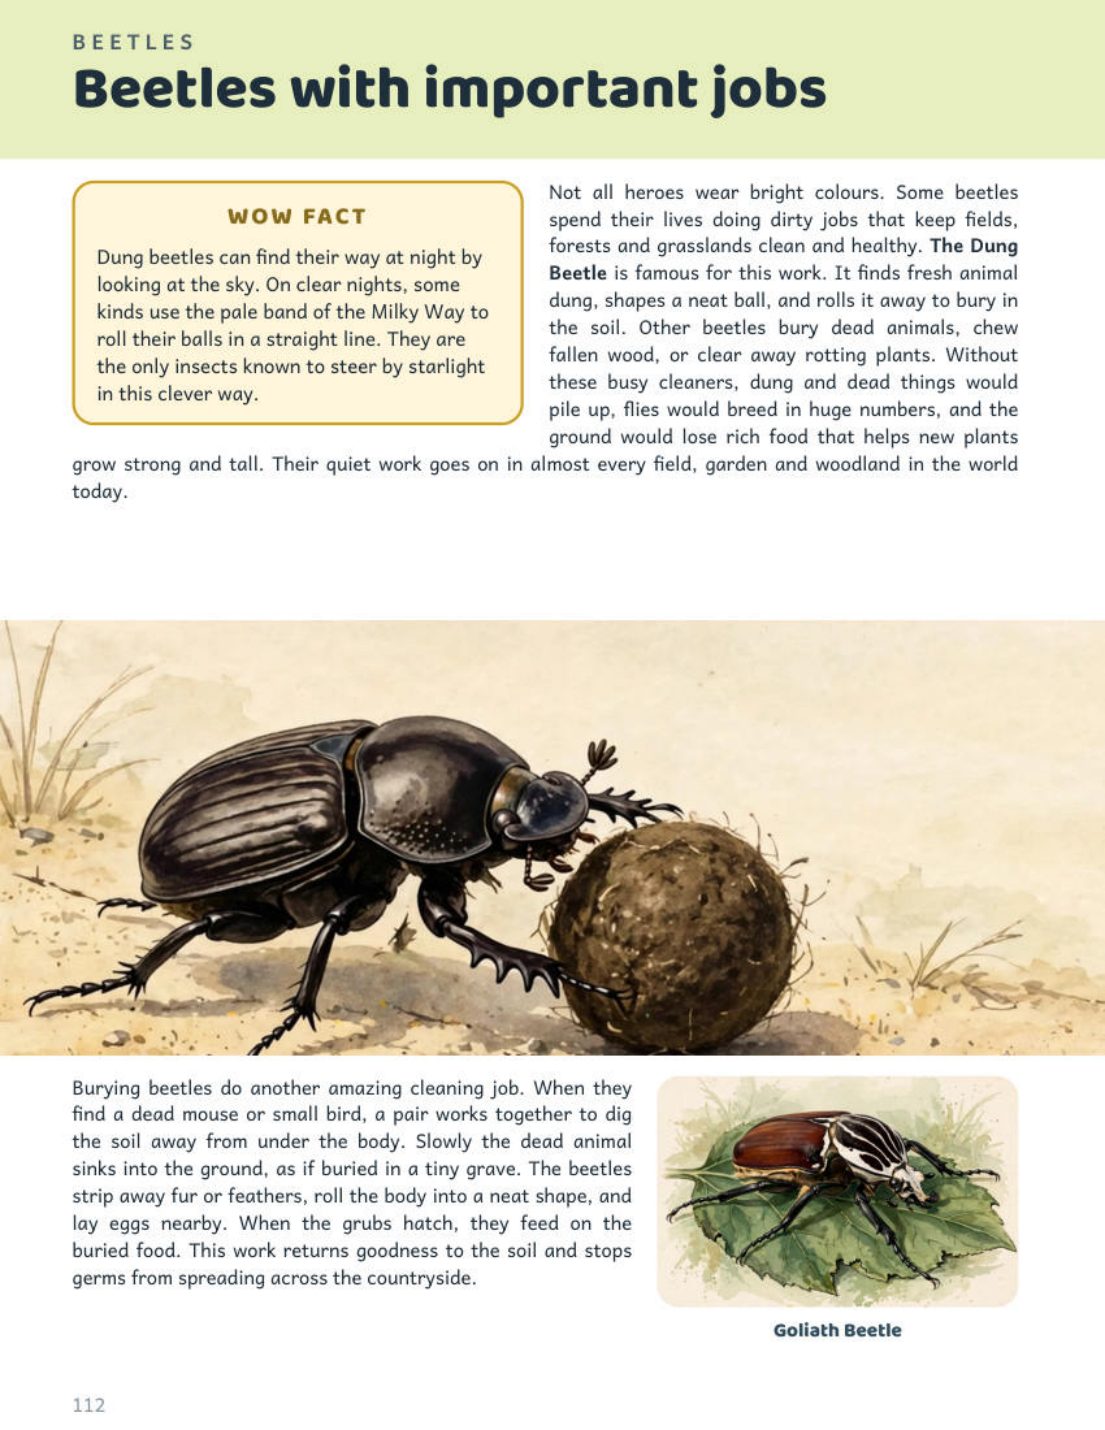 BEETLES
Beetles with important jobs
WOW FACT
Dung beetles can find their way at night by
looking at the sky. On clear nights, some
kinds use the pale band of the Milky Way to
roll their balls in a straight line. They are
the only insects known to steer by starlight
in this clever way.
Not all heroes wear bright colours. Some beetles
spend their lives doing dirty jobs that keep fields,
forests and grasslands clean and healthy. The Dung
Beetle is famous for this work. It finds fresh animal
dung, shapes a neat ball, and rolls it away to bury in
the soil. Other beetles bury dead animals, chew
fallen wood, or clear away rotting plants. Without
these busy cleaners, dung and dead things would
pile up, flies would breed in huge numbers, and the
ground would lose rich food that helps new plants
grow strong and tall. Their quiet work goes on in almost every field, garden and woodland in the world
today.
Burying beetles do another amazing cleaning job. When they
find a dead mouse or small bird, a pair works together to dig
the soil away from under the body. Slowly the dead animal
sinks into the ground, as if buried in a tiny grave. The beetles
strip away fur or feathers, roll the body into a neat shape, and
lay eggs nearby. When the grubs hatch, they feed on the
buried food. This work returns goodness to the soil and stops
germs from spreading across the countryside.
Goliath Beetle
112